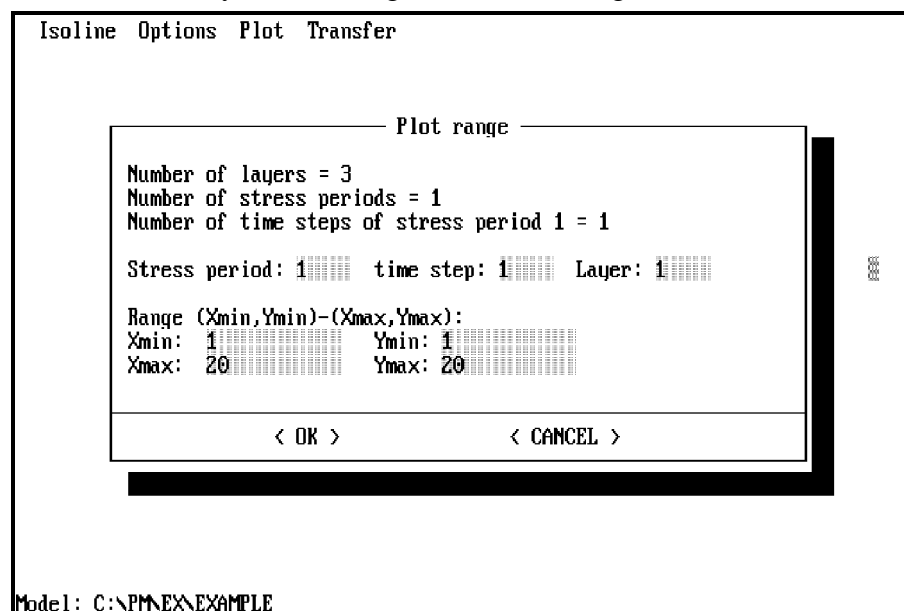 Isoline Options Plot Transfer
Plot range
Number of layers = 3
Number of stress periods = 1
Number of time steps of stress period 1 = 1
Stress period: 1 time step: 1 Layer: 1
Range (Xmin,Ymin)-(Xmax,Ymax):
Xmin: 1 Ymin: 1
Xmax: 20 Ymax: 20
< OK > < CANCEL >
Model: C:\PM\EX\EXAMPLE